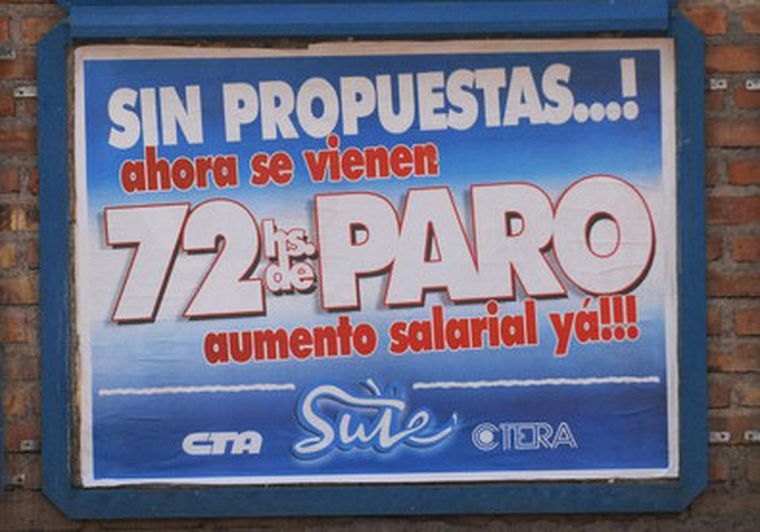 SIN PROPUESTAS...!
ahora se vienen
72 hs. de PARO
aumento salarial yá!!!
CTA Sute CTERA